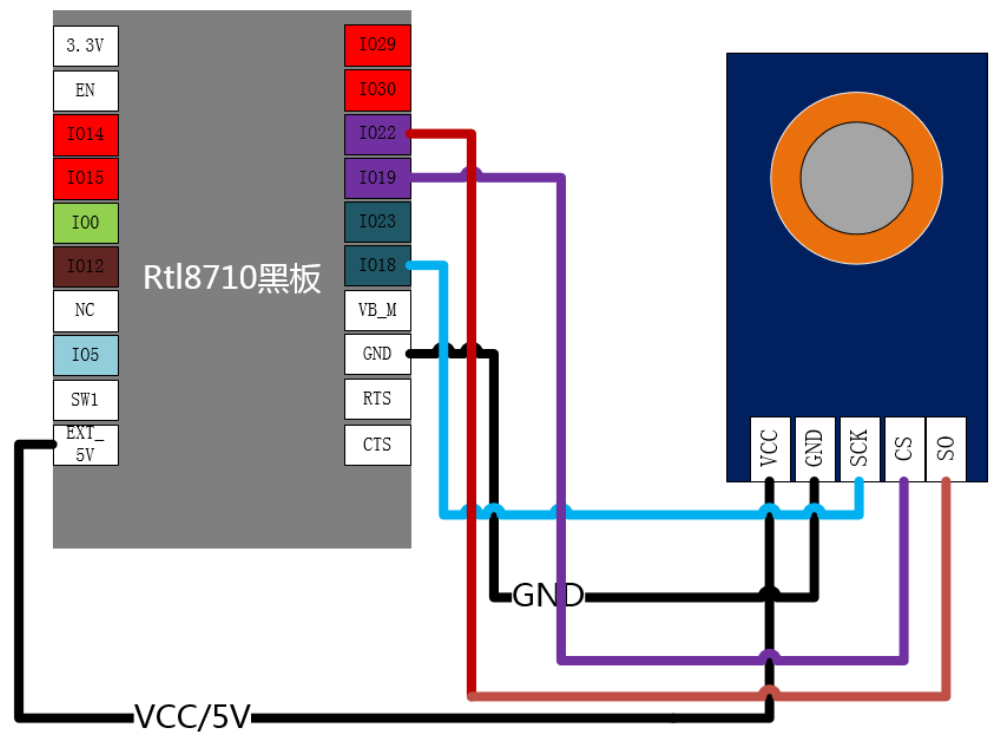 3.3V
EN
IO14
IO15
IO0
IO12
NC
IO5
SW1
EXT_
5V
Rtl8710黑板
IO29
IO30
IO22
IO19
IO23
IO18
VB_M
GND
RTS
CTS
VCC
GND
SCK
CS
SO
GND
VCC/5V